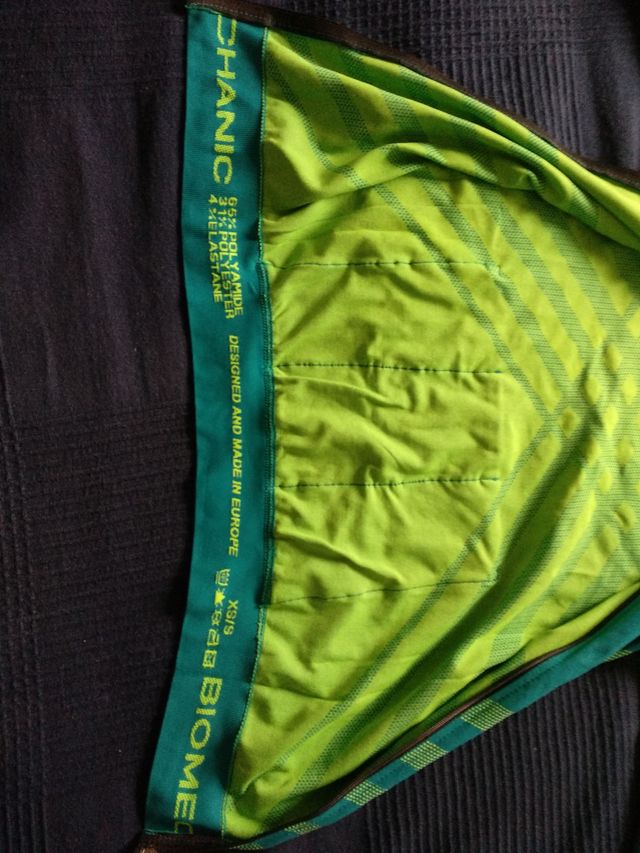 CHANIC
65% POLYAMIDE
31% POLYESTER
4% ELASTANE
DESIGNED AND MADE IN EUROPE
XS/S
BIOMEC